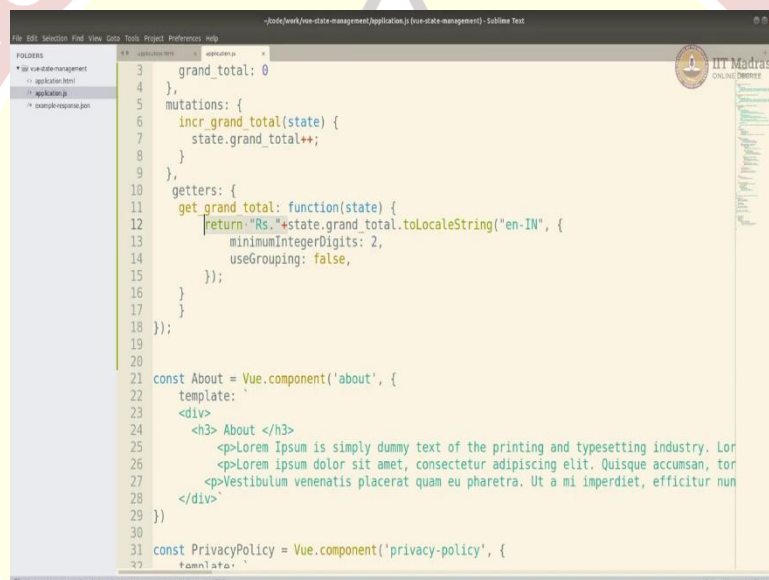 ~/code/work/vue-state-management/application.js (vue-state-management) - Sublime Text
File Edit Selection Find View Goto Tools Project Preferences Help
FOLDERS
vue-state-management
application.html
application.js
example-response.json
application.html
application.js
IIT Madras
ONLINE DEGREE
3 grand_total: 0
4 },
5 mutations: {
6 incr_grand_total(state) {
7 state.grand_total++;
8 }
9 },
10 getters: {
11 get_grand_total: function(state) {
12 return "Rs."+state.grand_total.toLocaleString("en-IN", {
13 minimumIntegerDigits: 2,
14 useGrouping: false,
15 });
16 }
17 }
18 });
19
20
21 const About = Vue.component('about', {
22 template: `
23 <div>
24 <h3> About </h3>
25 <p>Lorem Ipsum is simply dummy text of the printing and typesetting industry. Lor
26 <p>Lorem ipsum dolor sit amet, consectetur adipiscing elit. Quisque accumsan, tor
27 <p>Vestibulum venenatis placerat quam eu pharetra. Ut a mi imperdiet, efficitur nun
28 </div>`
29 })
30
31 const PrivacyPolicy = Vue.component('privacy-policy', {
32 template: `